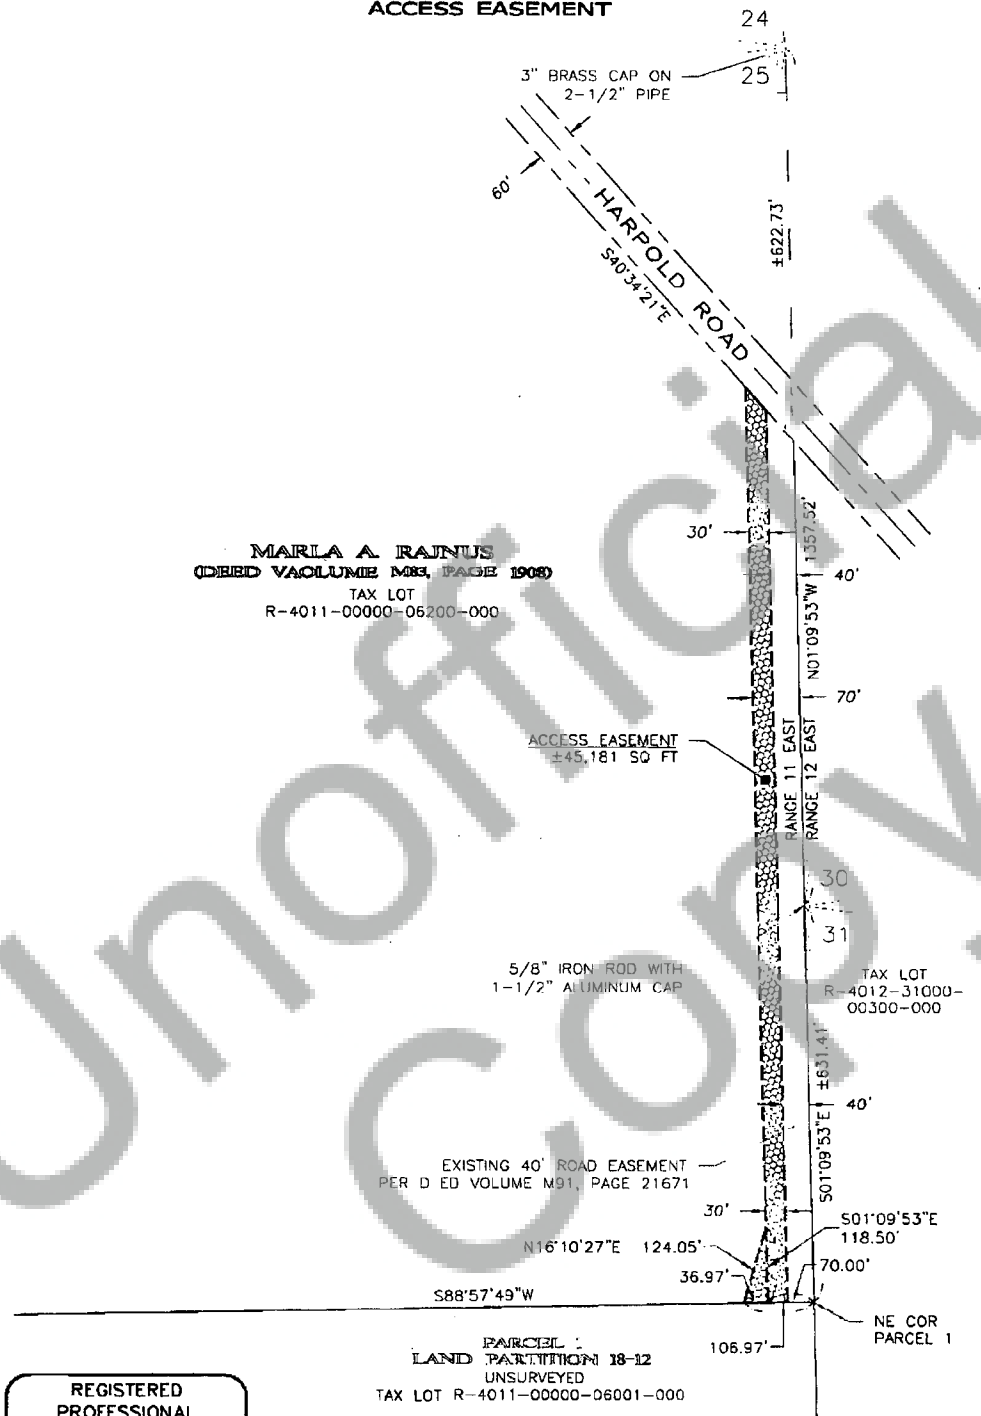 ACCESS EASEMENT
24
25
3" BRASS CAP ON
2-1/2" PIPE
60'
HARPOLD ROAD
S40°34'21"E
±622.73'
30'
1357.52'
40'
N01°09'53"W
MARLA A. RAJNUS
(DEED VAOLUME M83, PAGE 1908)
TAX LOT
R-4011-00000-06200-000
70'
ACCESS EASEMENT
±45,181 SQ FT
RANGE 11 EAST
RANGE 12 EAST
30
31
5/8" IRON ROD WITH
1-1/2" ALUMINUM CAP
TAX LOT
R-4012-31000-
00300-000
±631.41'
40'
S01°09'53"E
EXISTING 40' ROAD EASEMENT
PER D ED VOLUME M91, PAGE 21671
30'
S01°09'53"E
118.50'
N16°10'27"E 124.05'
70.00'
36.97'
S88°57'49"W
NE COR
PARCEL 1
106.97'
PARCEL
LAND PARTITION 18-12
UNSURVEYED
TAX LOT R-4011-00000-06001-000
REGISTERED
PROFESSIONAL
Unofficial
Copy